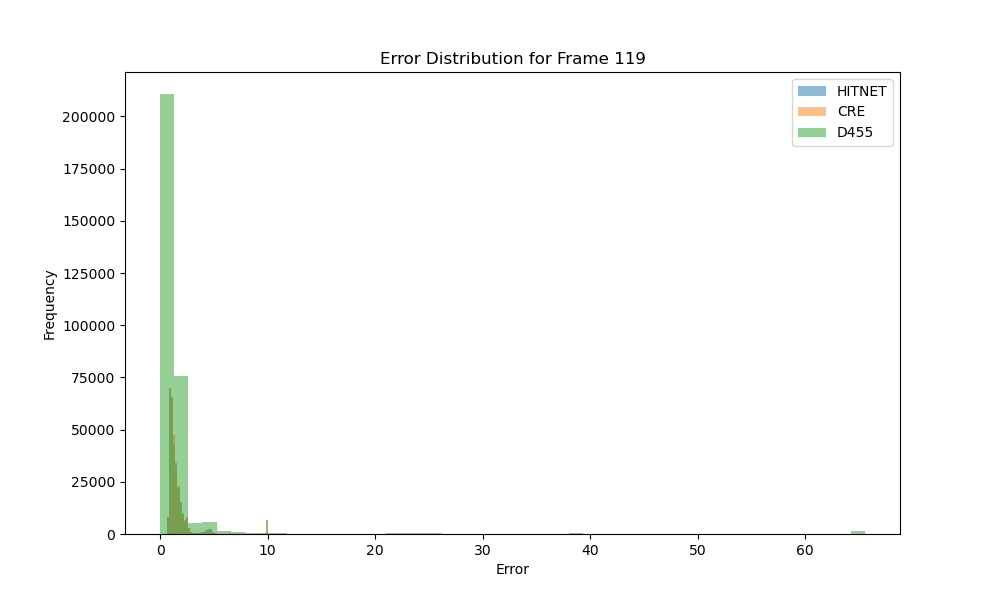 Error Distribution for Frame 119
HITNET
CRE
D455
200000
175000
150000
125000
100000
75000
50000
25000
0
Frequency
0 10 20 30 40 50 60
Error